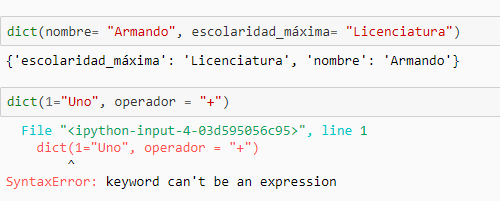 dict(nombre= "Armando", escolaridad_máxima= "Licenciatura")
{'escolaridad_máxima': 'Licenciatura', 'nombre': 'Armando'}
dict(1="Uno", operador = "+")
File "<ipython-input-4-03d595056c95>", line 1
dict(1="Uno", operador = "+")
^
SyntaxError: keyword can't be an expression